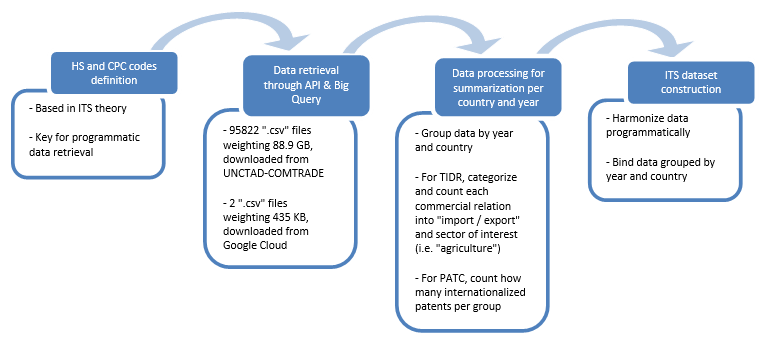 HS and CPC codes
definition
- Based in ITS theory
- Key for programmatic
data retrieval
Data retrieval
through API & Big
Query
- 95822 ".csv" files
weighting 88.9 GB,
downloaded from
UNCTAD-COMTRADE
- 2 ".csv" files
weighting 435 KB,
downloaded from
Google Cloud
Data processing for
summarization per
country and year
- Group data by year
and country
- For TIDR, categorize
and count each
commercial relation
into "import / export"
and sector of interest
(i.e. "agriculture")
- For PATC, count how
many internationalized
patents per group
ITS dataset
construction
- Harmonize data
programmatically
- Bind data grouped by
year and country